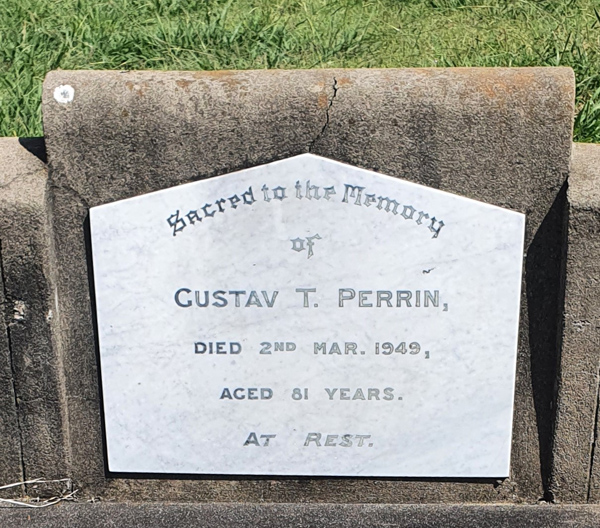 Sacred to the Memory
of
GUSTAV T. PERRIN,
DIED 2ND MAR. 1949,
AGED 81 YEARS.
AT REST.